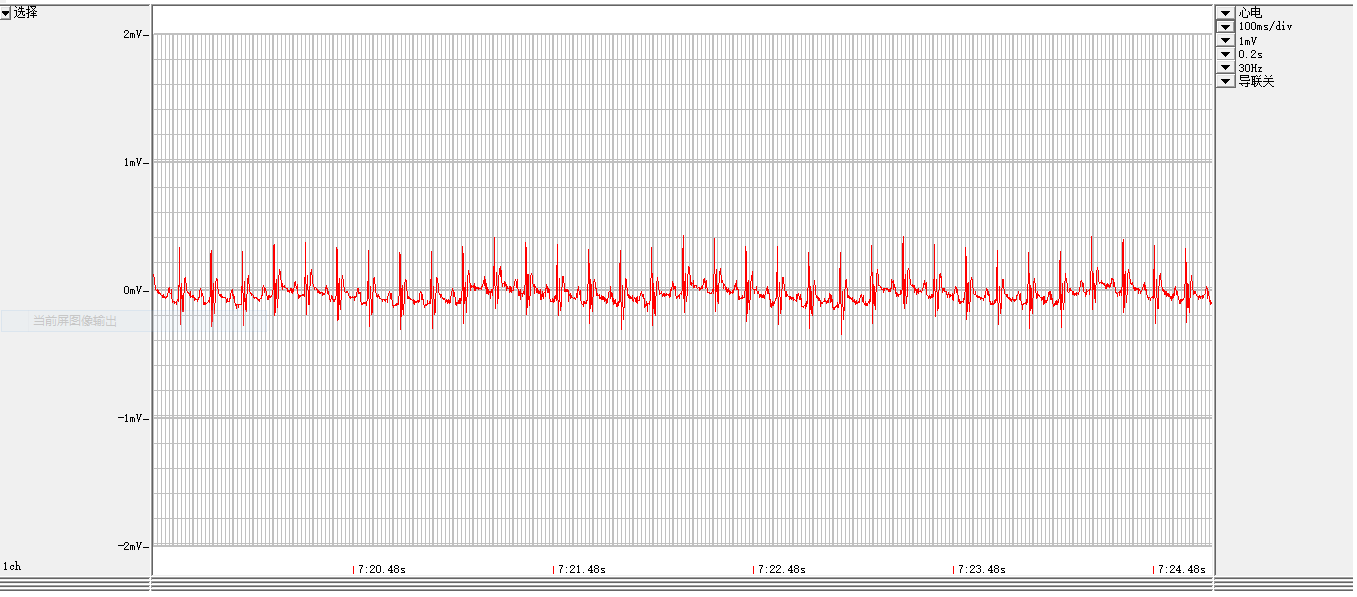 选择
心电
100ms/div
1mV
0.2s
30Hz
导联关
2mV
1mV
0mV
当前屏图像输出
-1mV
-2mV
1ch
7:20.48s
7:21.48s
7:22.48s
7:23.48s
7:24.48s